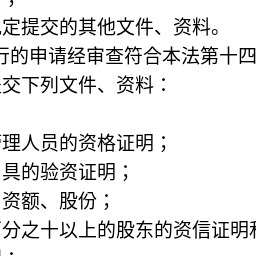 定提交的其他文件、资料。
行的申请经审查符合本法第十四
交下列文件、资料：
理人员的资格证明；
具的验资证明；
资额、股份；
分之十以上的股东的资信证明